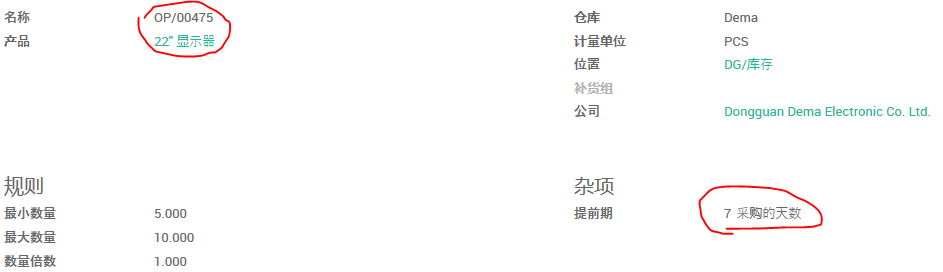 名称 OP/00475
产品 22” 显示器
仓库 Dema
计量单位 PCS
位置 DG/库存
补货组
公司 Dongguan Dema Electronic Co. Ltd.
规则
最小数量 5.000
最大数量 10.000
数量倍数 1.000
杂项
提前期 7 采购的天数